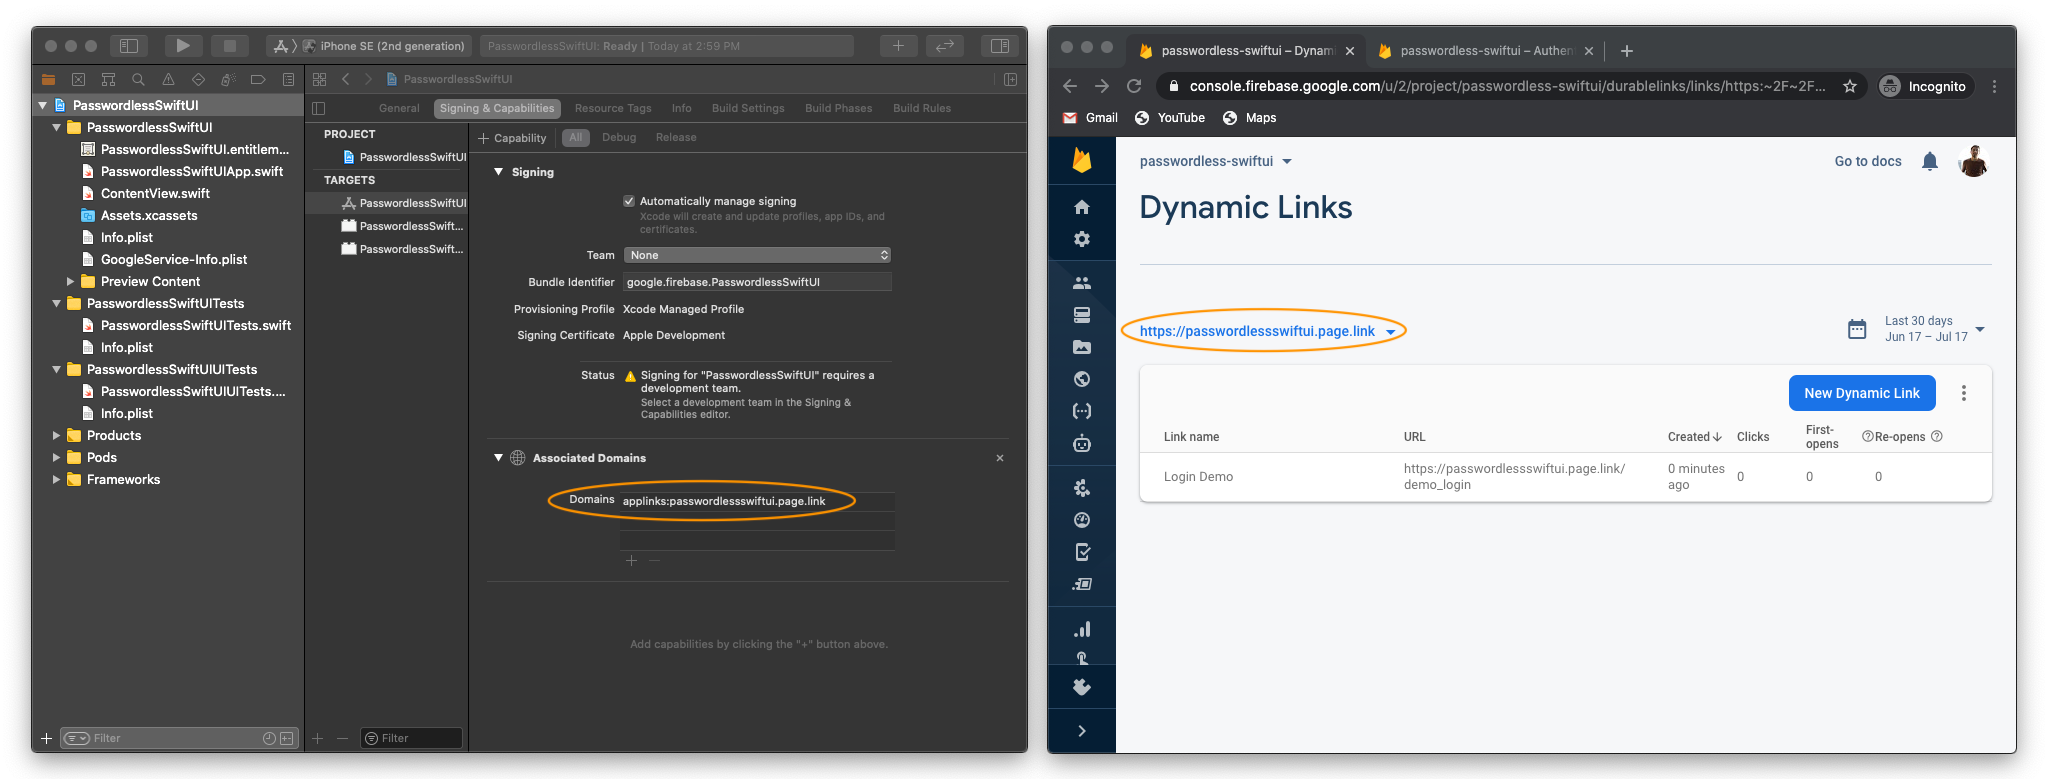 iPhone SE (2nd generation)
PasswordlessSwiftUI: Ready | Today at 2:59 PM
PasswordlessSwiftUI
PasswordlessSwiftUI
PasswordlessSwiftUI
PasswordlessSwiftUI.entitlem...
PasswordlessSwiftUIApp.swift
ContentView.swift
Assets.xcassets
Info.plist
GoogleService-Info.plist
Preview Content
PasswordlessSwiftUITests
PasswordlessSwiftUITests.swift
Info.plist
PasswordlessSwiftUIUITests
PasswordlessSwiftUIUITests....
Info.plist
Products
Pods
Frameworks
Filter
General Signing & Capabilities Resource Tags Info Build Settings Build Phases Build Rules
PROJECT
PasswordlessSwiftUI
TARGETS
PasswordlessSwiftUI
PasswordlessSwift...
PasswordlessSwift...
Filter
+ Capability All Debug Release
Signing
Automatically manage signing
Xcode will create and update profiles, app IDs, and
certificates.
Team None
Bundle Identifier google.firebase.PasswordlessSwiftUI
Provisioning Profile Xcode Managed Profile
Signing Certificate Apple Development
Status Signing for "PasswordlessSwiftUI" requires a
development team.
Select a development team in the Signing &
Capabilities editor.
Associated Domains
Domains applinks:passwordlessswiftui.page.link
Add capabilities by clicking the "+" button above.
passwordless-swiftui – Dynami
passwordless-swiftui – Authen
console.firebase.google.com/u/2/project/passwordless-swiftui/durablelinks/links/https:~2F~2F...
Incognito
Gmail YouTube Maps
passwordless-swiftui
Go to docs
Dynamic Links
https://passwordlessswiftui.page.link
Last 30 days
Jun 17 – Jul 17
New Dynamic Link
Link name URL Created Clicks First-opens Re-opens
Login Demo https://passwordlessswiftui.page.link/demo_login 0 minutes ago 0 0 0